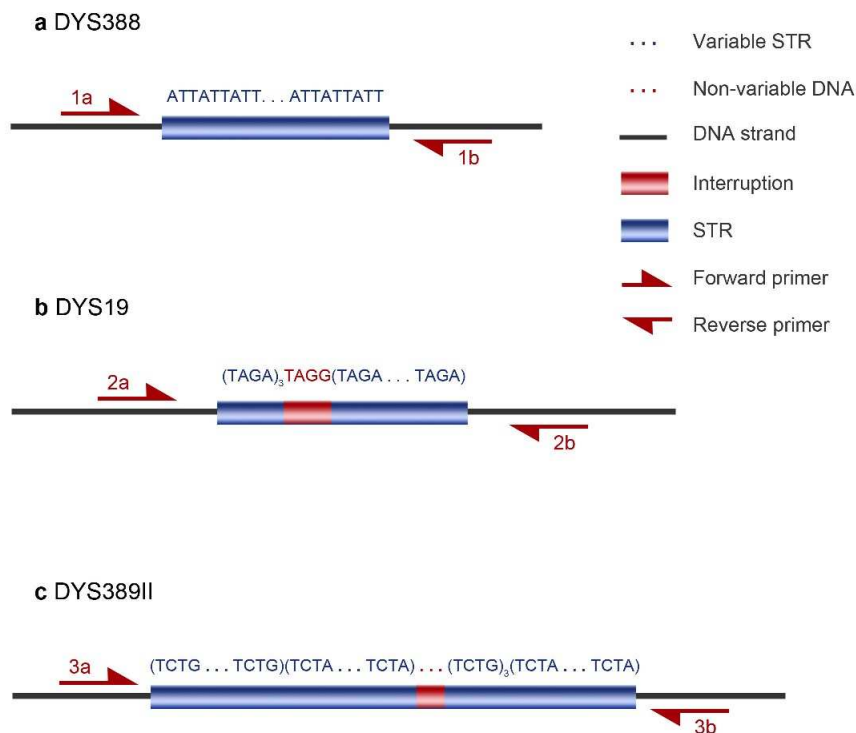 a DYS388
ATTATTATT. . . ATTATTATT
1a
1b
b DYS19
(TAGA)₃TAGG(TAGA . . . TAGA)
2a
2b
c DYS389II
(TCTG . . . TCTG)(TCTA . . . TCTA) . . . (TCTG)₃(TCTA . . . TCTA)
3a
3b
. . . Variable STR
. . . Non-variable DNA
DNA strand
Interruption
STR
Forward primer
Reverse primer